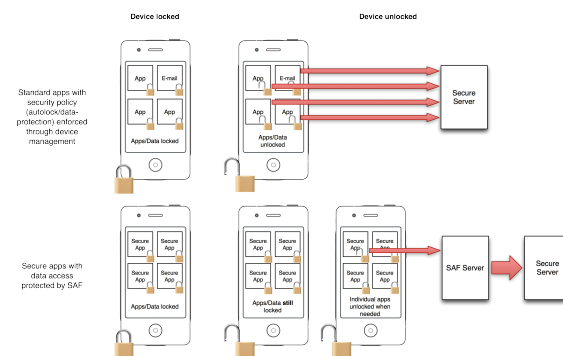 Device locked
Device unlocked
Standard apps with
security policy
(autolock/data-
protection) enforced
through device
management
App
E-mail
App
App
Apps/Data locked
App
E-mail
App
App
Apps/Data
unlocked
Secure
Server
Secure apps with
data access
protected by SAF
Secure
App
Secure
App
Secure
App
Secure
App
Apps/Data locked
Secure
App
Secure
App
Secure
App
Secure
App
Apps/Data still
locked
Secure
App
Secure
App
Secure
App
Secure
App
Individual apps
unlocked when
needed
SAF Server
Secure
Server